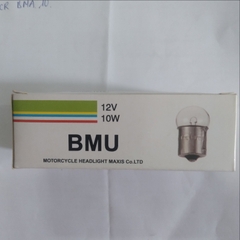 12V
10W
BMU
MOTORCYCLE HEADLIGHT MAXIS Co.LTD